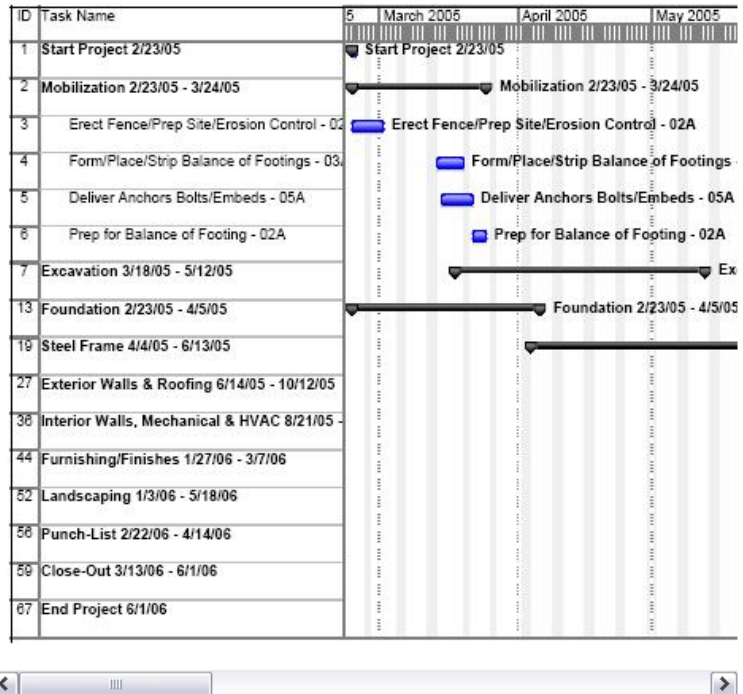 ID Task Name 5 March 2005 April 2005 May 2005
1 Start Project 2/23/05 Start Project 2/23/05
2 Mobilization 2/23/05 - 3/24/05 Mobilization 2/23/05 - 3/24/05
3 Erect Fence/Prep Site/Erosion Control - 02 Erect Fence/Prep Site/Erosion Control - 02A
4 Form/Place/Strip Balance of Footings - 03 Form/Place/Strip Balance of Footings -
5 Deliver Anchors Bolts/Embeds - 05A Deliver Anchors Bolts/Embeds - 05A
6 Prep for Balance of Footing - 02A Prep for Balance of Footing - 02A
7 Excavation 3/18/05 - 5/12/05 Ex
13 Foundation 2/23/05 - 4/5/05 Foundation 2/23/05 - 4/5/05
19 Steel Frame 4/4/05 - 6/13/05
27 Exterior Walls & Roofing 6/14/05 - 10/12/05
36 Interior Walls, Mechanical & HVAC 8/21/05 -
44 Furnishing/Finishes 1/27/06 - 3/7/06
52 Landscaping 1/3/06 - 5/18/06
56 Punch-List 2/22/06 - 4/14/06
59 Close-Out 3/13/06 - 6/1/06
67 End Project 6/1/06